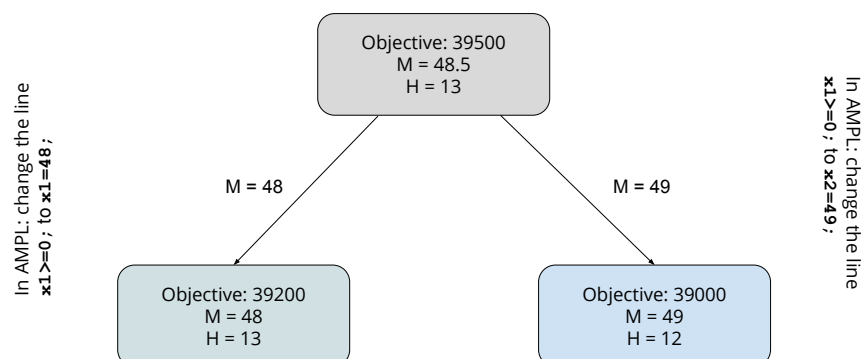 Objective: 39500
M = 48.5
H = 13
In AMPL: change the line
x1>=0; to x1=48;
M = 48
M = 49
In AMPL: change the line
x1>=0; to x2=49;
Objective: 39200
M = 48
H = 13
Objective: 39000
M = 49
H = 12